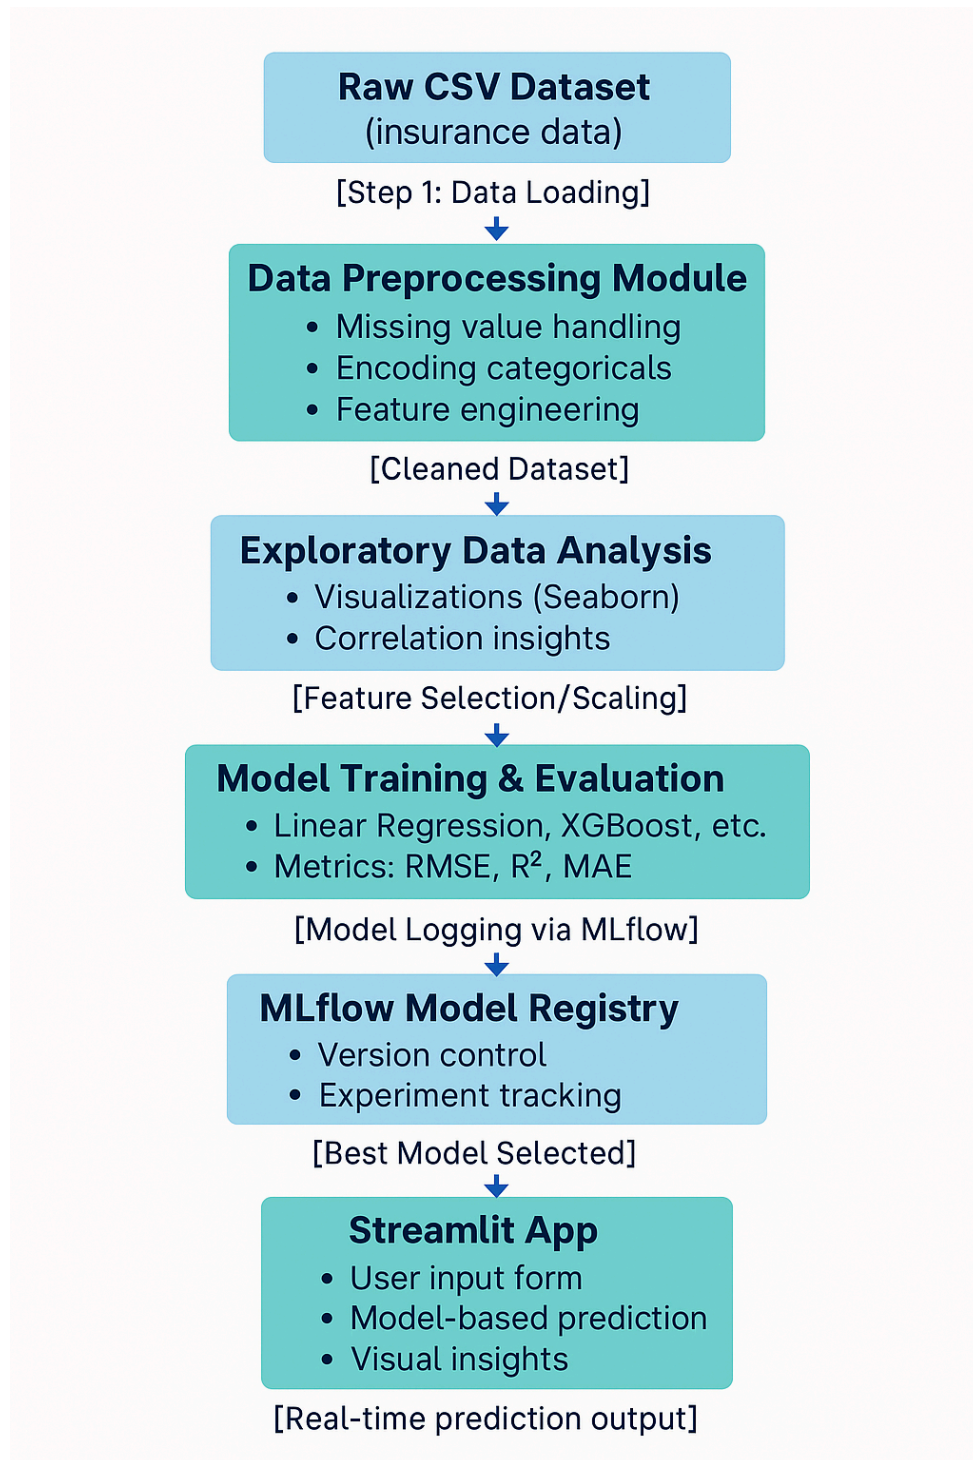 Raw CSV Dataset
(insurance data)
[Step 1: Data Loading]
Data Preprocessing Module
• Missing value handling
• Encoding categoricals
• Feature engineering
[Cleaned Dataset]
Exploratory Data Analysis
• Visualizations (Seaborn)
• Correlation insights
[Feature Selection/Scaling]
Model Training & Evaluation
• Linear Regression, XGBoost, etc.
• Metrics: RMSE, R², MAE
[Model Logging via MLflow]
MLflow Model Registry
• Version control
• Experiment tracking
[Best Model Selected]
Streamlit App
• User input form
• Model-based prediction
• Visual insights
[Real-time prediction output]